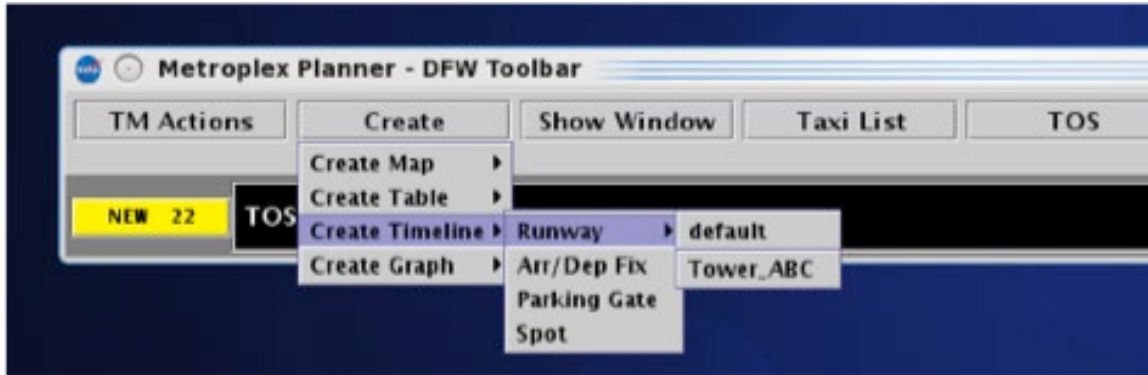 Metroplex Planner - DFW Toolbar
TM Actions Create Show Window Taxi List TOS
Create Map
Create Table
NEW 22 TOS
Create Timeline Runway default
Create Graph Arr/Dep Fix Tower_ABC
Parking Gate
Spot